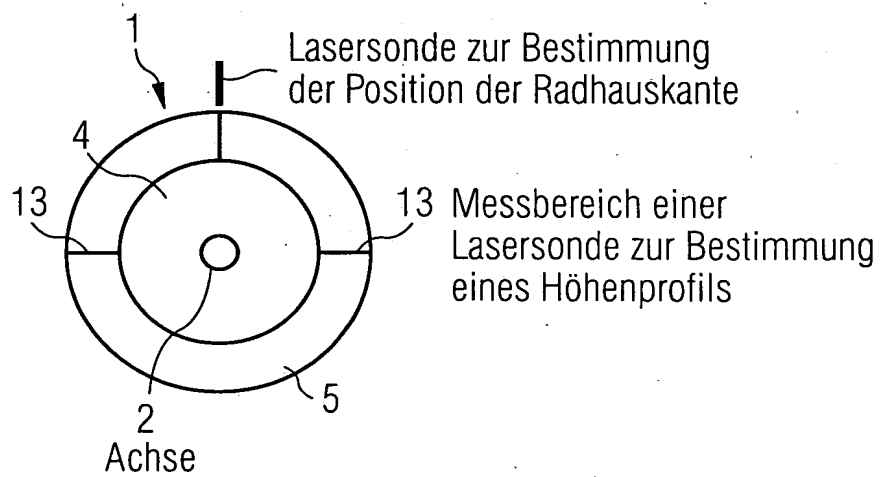 1
Lasersonde zur Bestimmung
der Position der Radhauskante
4
13
13
Messbereich einer
Lasersonde zur Bestimmung
eines Höhenprofils
5
2
Achse